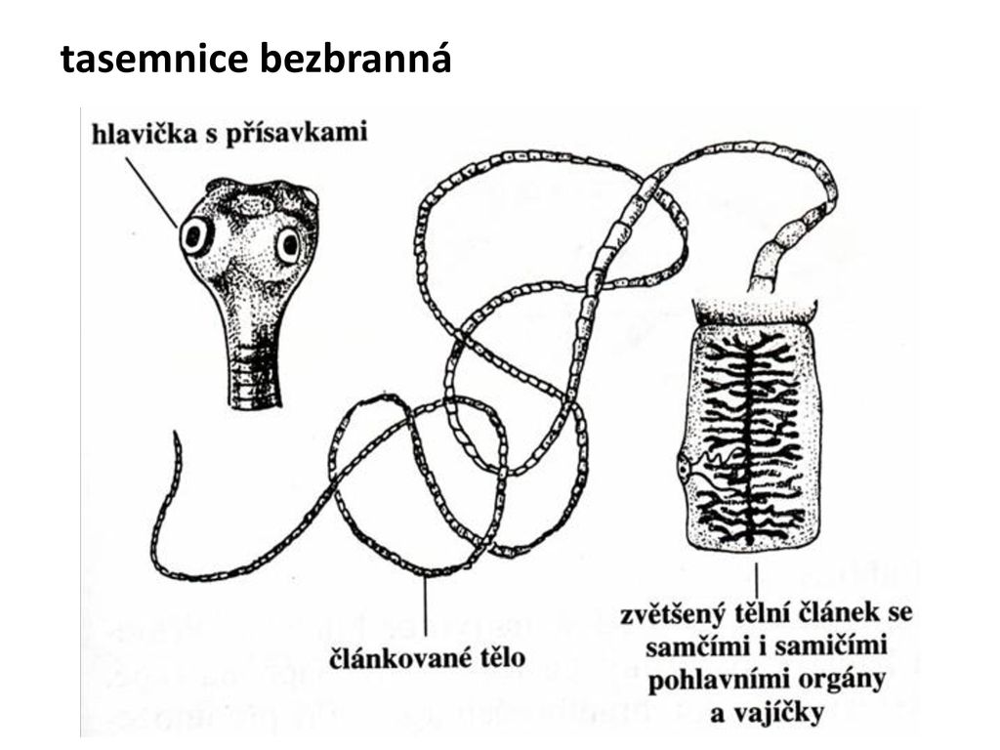 tasemnice bezbranná
hlavička s přísavkami
článkované tělo
zvětšený tělní článek se
samčími i samičími
pohlavními orgány
a vajíčky